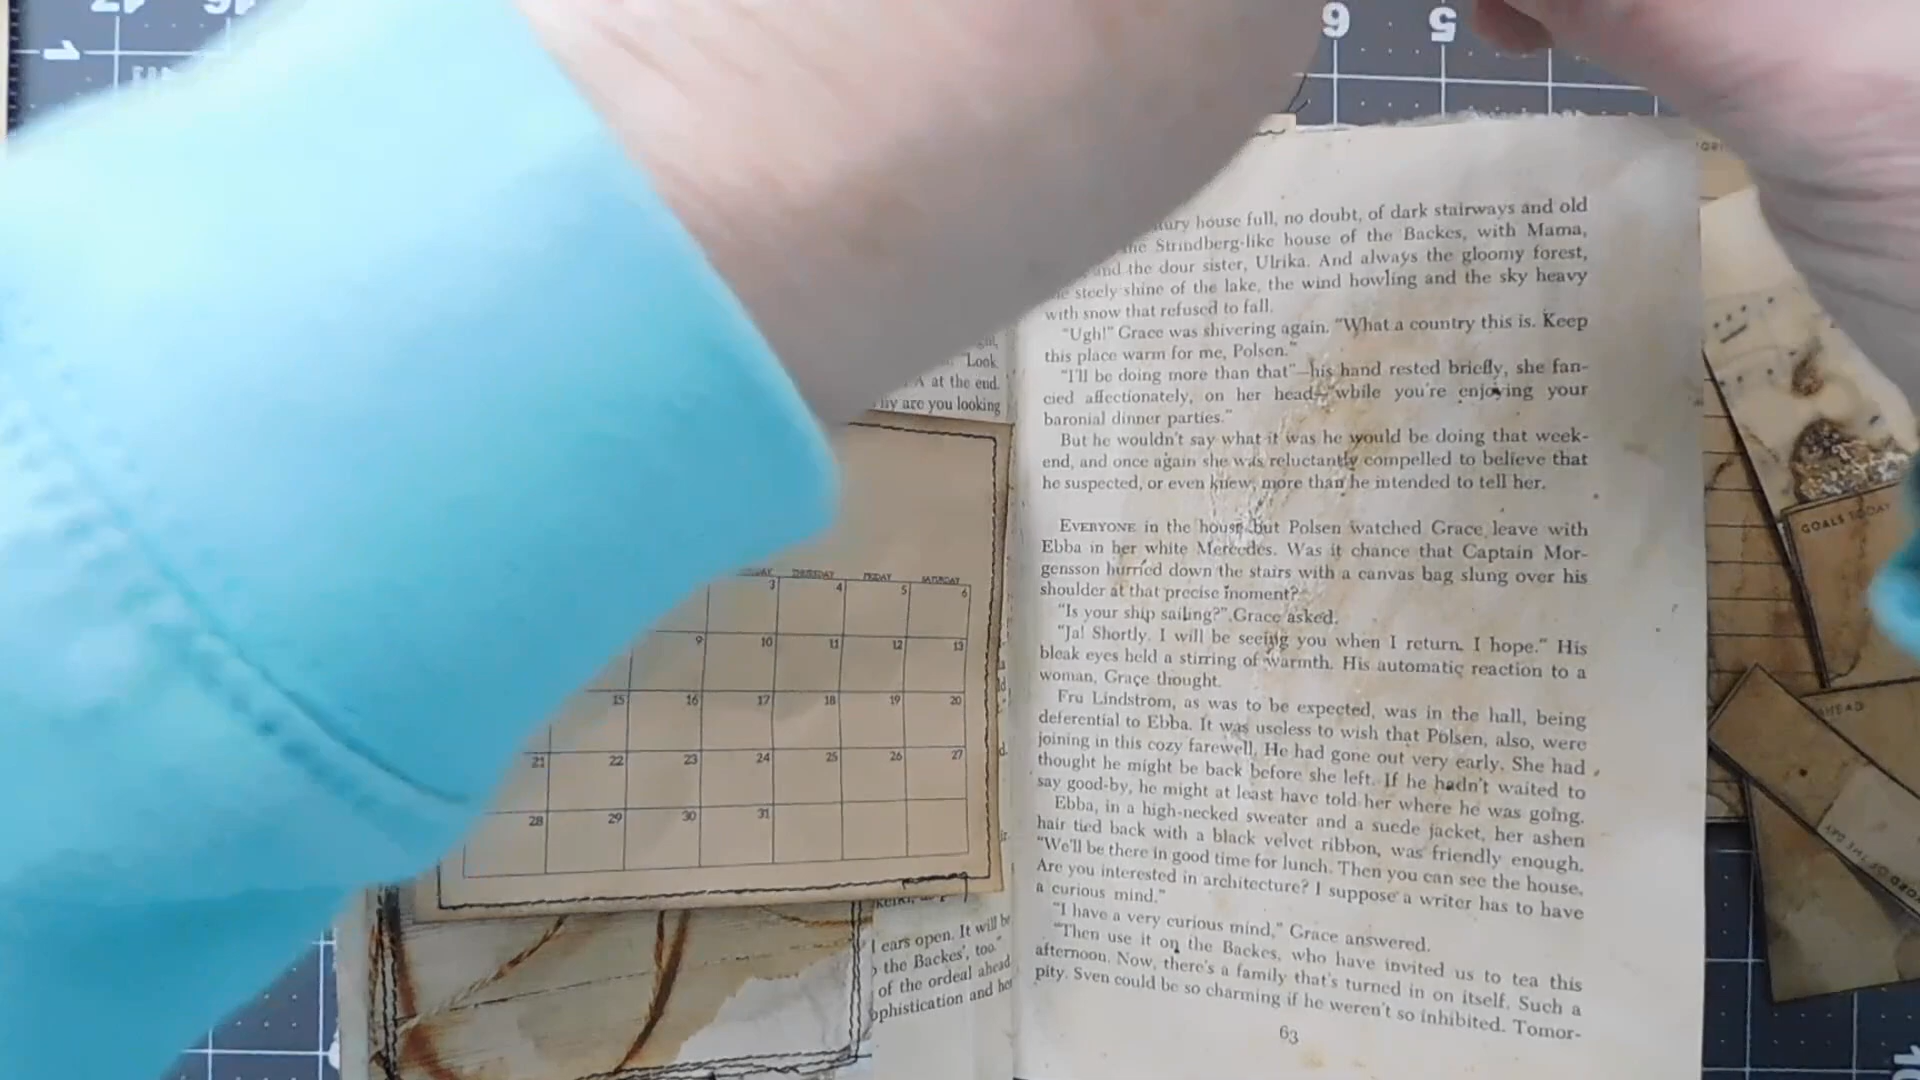 17
16
1
6
5
ght,
"Look
A at the end.
hy are you looking
THURSDAY FRIDAY SATURDAY
3 4 5 6
9 10 11 12 13
15 16 17 18 19 20
21 22 23 24 25 26 27
28 29 30 31
l ears open. It will be
the Backes', too."
of the ordeal ahead
ophistication and her
tury house full, no doubt, of dark stairways and old
he Strindberg-like house of the Backes, with Mama,
and the dour sister, Ulrika. And always the gloomy forest,
steely shine of the lake, the wind howling and the sky heavy
with snow that refused to fall.
"Ugh!" Grace was shivering again. "What a country this is. Keep
this place warm for me, Polsen."
"I'll be doing more than that"—his hand rested briefly, she fan-
cied affectionately, on her head—"while you're enjoying your
baronial dinner parties."
But he wouldn't say what it was he would be doing that week-
end, and once again she was reluctantly compelled to believe that
he suspected, or even knew, more than he intended to tell her.
EVERYONE in the house but Polsen watched Grace leave with
Ebba in her white Mercedes. Was it chance that Captain Mor-
gensson hurried down the stairs with a canvas bag slung over his
shoulder at that precise moment?
"Is your ship sailing?" Grace asked.
"Ja! Shortly. I will be seeing you when I return, I hope." His
bleak eyes held a stirring of warmth. His automatic reaction to a
woman, Grace thought.
Fru Lindstrom, as was to be expected, was in the hall, being
deferential to Ebba. It was useless to wish that Polsen, also, were
joining in this cozy farewell. He had gone out very early. She had
thought he might be back before she left. If he hadn't waited to
say good-by, he might at least have told her where he was going.
Ebba, in a high-necked sweater and a suede jacket, her ashen
hair tied back with a black velvet ribbon, was friendly enough.
"We'll be there in good time for lunch. Then you can see the house.
Are you interested in architecture? I suppose a writer has to have
a curious mind."
"I have a very curious mind," Grace answered.
"Then use it on the Backes, who have invited us to tea this
afternoon. Now, there's a family that's turned in on itself. Such a
pity. Sven could be so charming if he weren't so inhibited. Tomor-
63
GOALS TODAY
AHEAD
WORD OF THE DAY